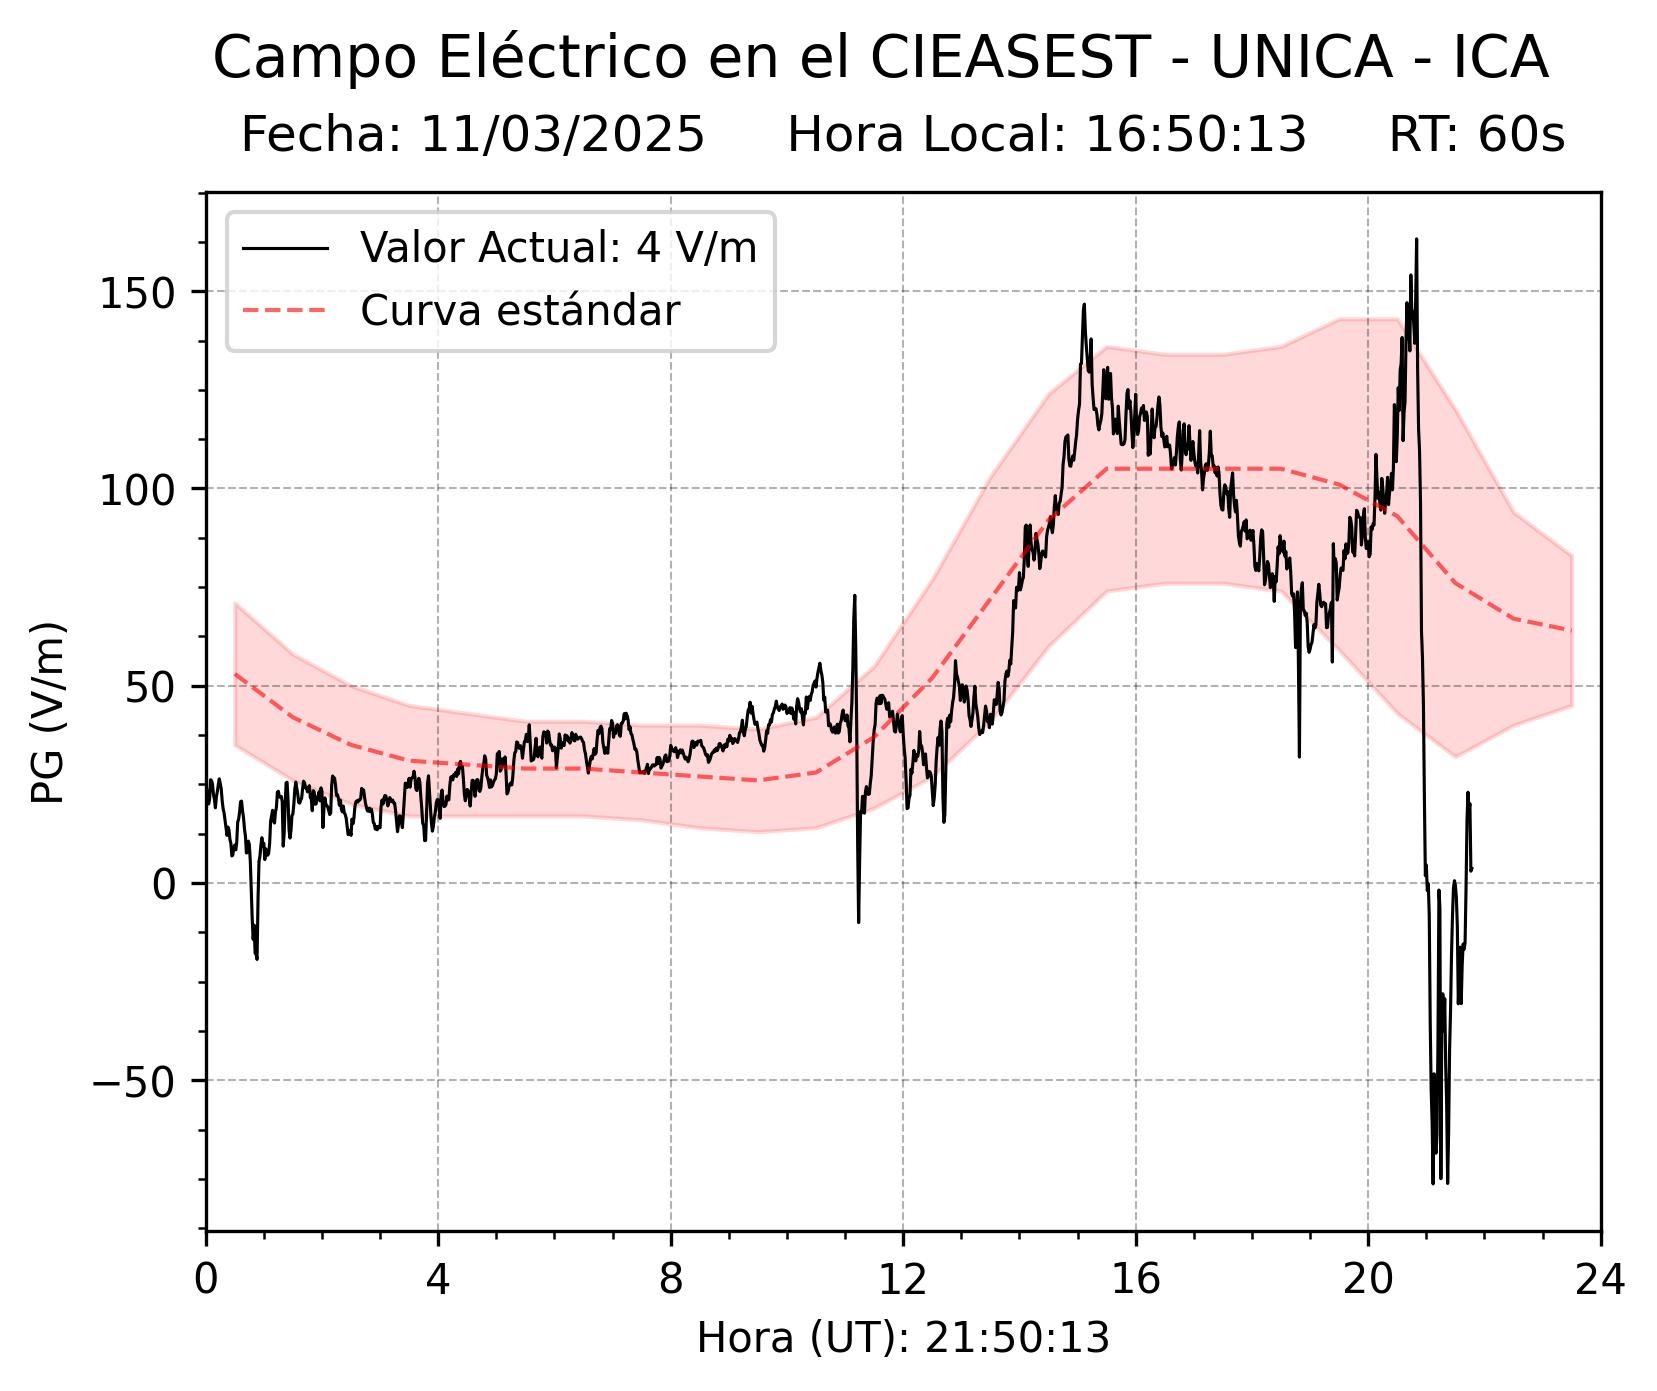 Campo Eléctrico en el CIEASEST - UNICA - ICA
Fecha: 11/03/2025 Hora Local: 16:50:13 RT: 60s
Valor Actual: 4 V/m
Curva estándar
150
100
50
0
−50
PG (V/m)
0 4 8 12 16 20 24
Hora (UT): 21:50:13